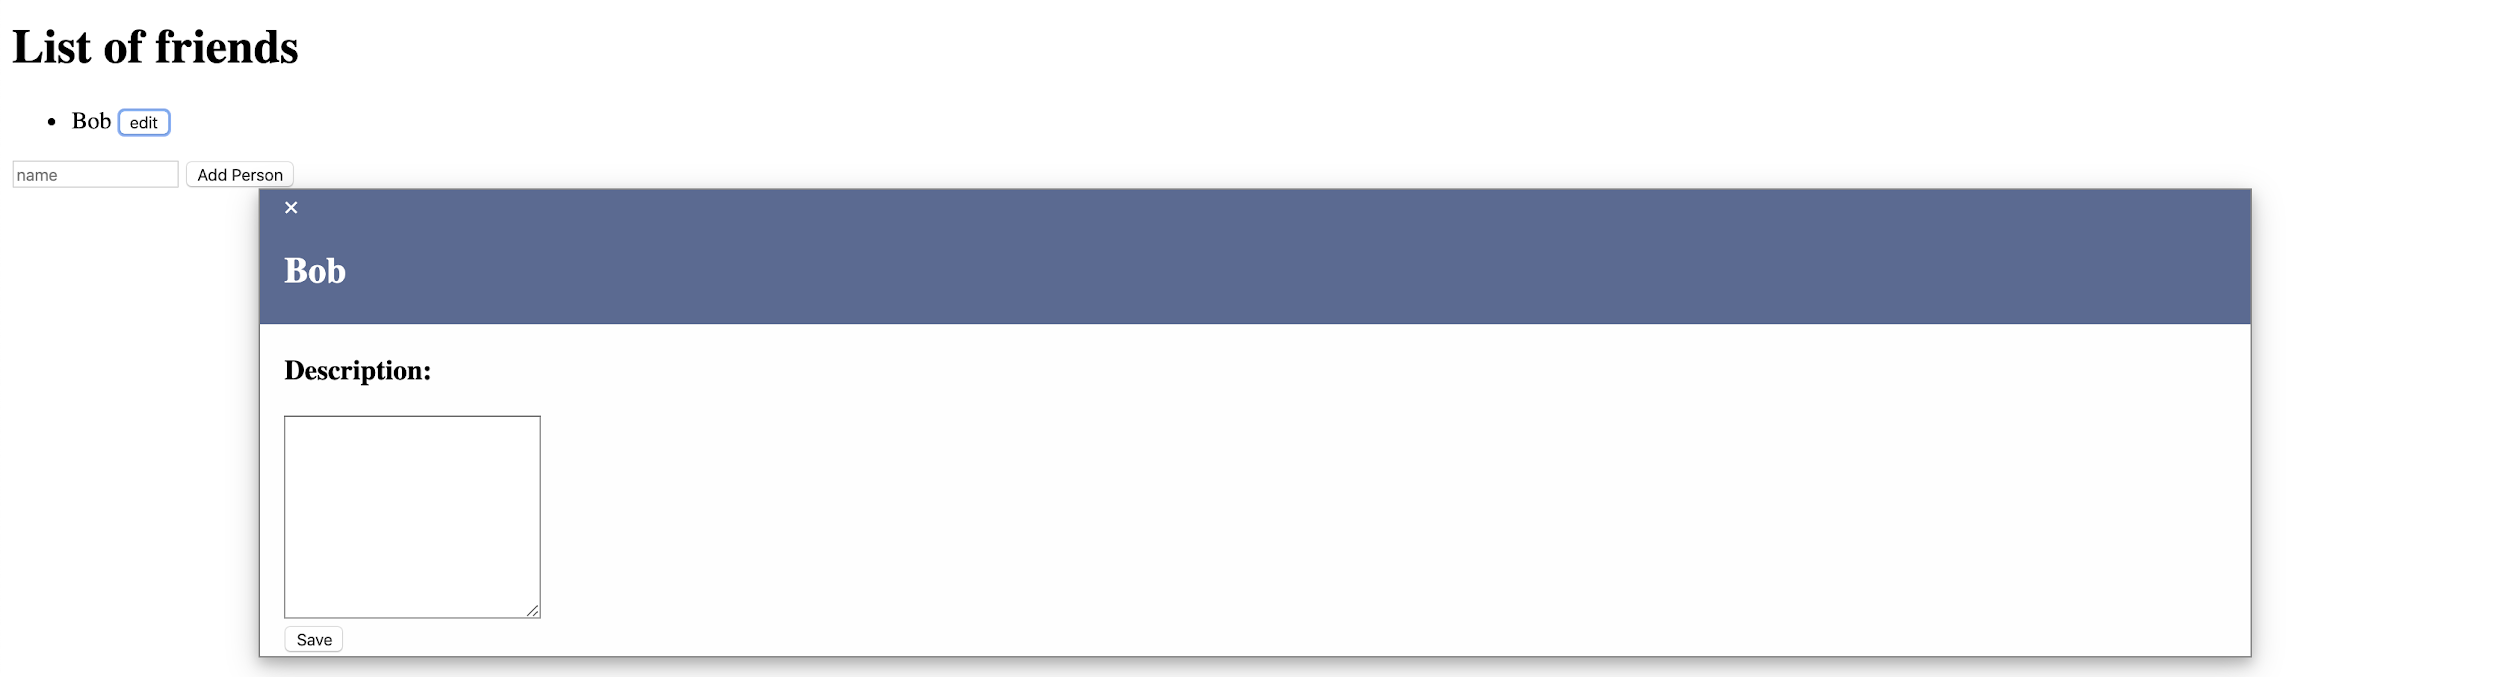 List of friends
• Bob edit
name Add Person
×
Bob
Description:
Save